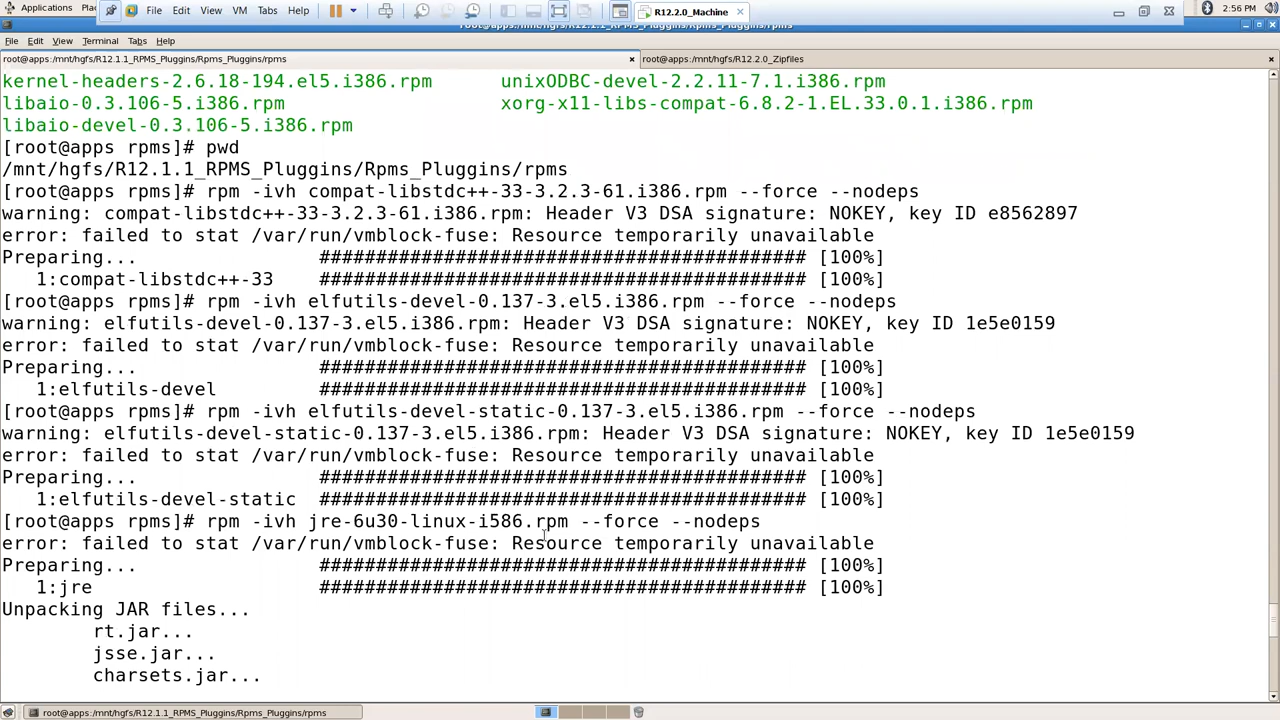 Applications Places
File Edit View VM Tabs Help
R12.2.0_Machine
2:56 PM
File Edit View Terminal Tabs Help
root@apps:/mnt/hgfs/R12.1.1_RPMS_Pluggins/Rpms_Pluggins/rpms
root@apps:/mnt/hgfs/R12.2.0_Zipfiles
kernel-headers-2.6.18-194.el5.i386.rpm unixODBC-devel-2.2.11-7.1.i386.rpm
libaio-0.3.106-5.i386.rpm xorg-x11-libs-compat-6.8.2-1.EL.33.0.1.i386.rpm
libaio-devel-0.3.106-5.i386.rpm
[root@apps rpms]# pwd
/mnt/hgfs/R12.1.1_RPMS_Pluggins/Rpms_Pluggins/rpms
[root@apps rpms]# rpm -ivh compat-libstdc++-33-3.2.3-61.i386.rpm --force --nodeps
warning: compat-libstdc++-33-3.2.3-61.i386.rpm: Header V3 DSA signature: NOKEY, key ID e8562897
error: failed to stat /var/run/vmblock-fuse: Resource temporarily unavailable
Preparing... ########################################### [100%]
1:compat-libstdc++-33 ########################################### [100%]
[root@apps rpms]# rpm -ivh elfutils-devel-0.137-3.el5.i386.rpm --force --nodeps
warning: elfutils-devel-0.137-3.el5.i386.rpm: Header V3 DSA signature: NOKEY, key ID 1e5e0159
error: failed to stat /var/run/vmblock-fuse: Resource temporarily unavailable
Preparing... ########################################### [100%]
1:elfutils-devel ########################################### [100%]
[root@apps rpms]# rpm -ivh elfutils-devel-static-0.137-3.el5.i386.rpm --force --nodeps
warning: elfutils-devel-static-0.137-3.el5.i386.rpm: Header V3 DSA signature: NOKEY, key ID 1e5e0159
error: failed to stat /var/run/vmblock-fuse: Resource temporarily unavailable
Preparing... ########################################### [100%]
1:elfutils-devel-static ########################################### [100%]
[root@apps rpms]# rpm -ivh jre-6u30-linux-i586.rpm --force --nodeps
error: failed to stat /var/run/vmblock-fuse: Resource temporarily unavailable
Preparing... ########################################### [100%]
1:jre ########################################### [100%]
Unpacking JAR files...
rt.jar...
jsse.jar...
charsets.jar...
root@apps:/mnt/hgfs/R12.1.1_RPMS_Pluggins/Rpms_Pluggins/rpms